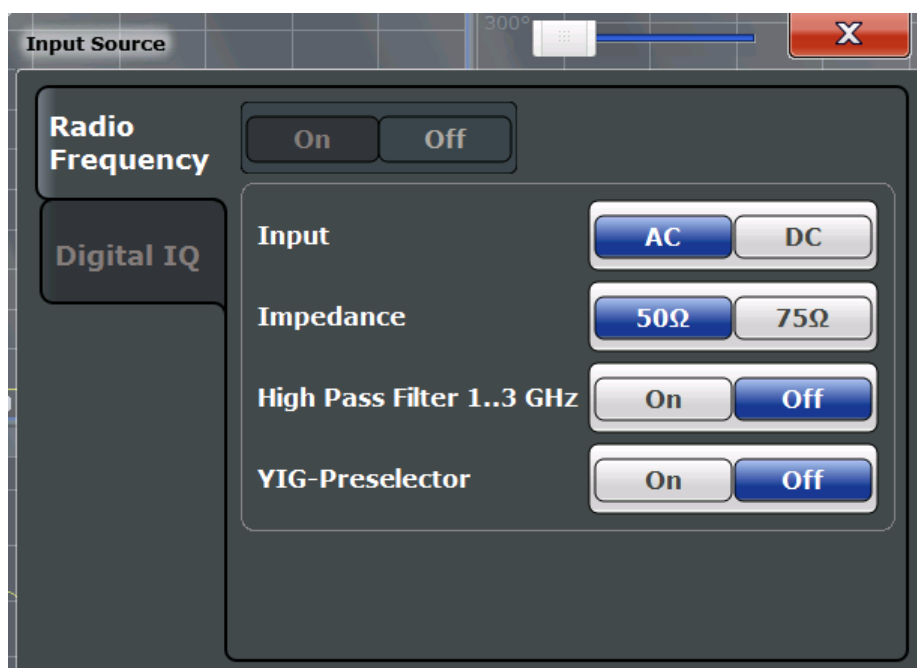 300°
Input Source
X
Radio
Frequency
On Off
Digital IQ
Input AC DC
Impedance 50Ω 75Ω
High Pass Filter 1..3 GHz On Off
YIG-Preselector On Off